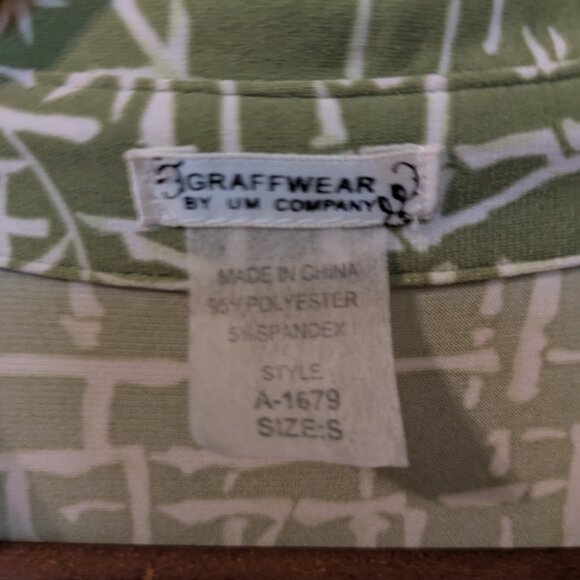 GRAFFWEAR
BY UM COMPANY
MADE IN CHINA
95% POLYESTER
5% SPANDEX
STYLE
A-1679
SIZE:S